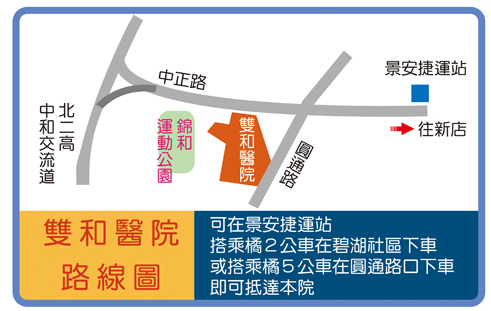 中正路
景安捷運站
往新店
北二高
中和交流道
錦和
運動公園
雙和醫院
圓通路
雙和醫院
路線圖
可在景安捷運站
搭乘橘2公車在碧湖社區下車
或搭乘橘5公車在圓通路口下車
即可抵達本院